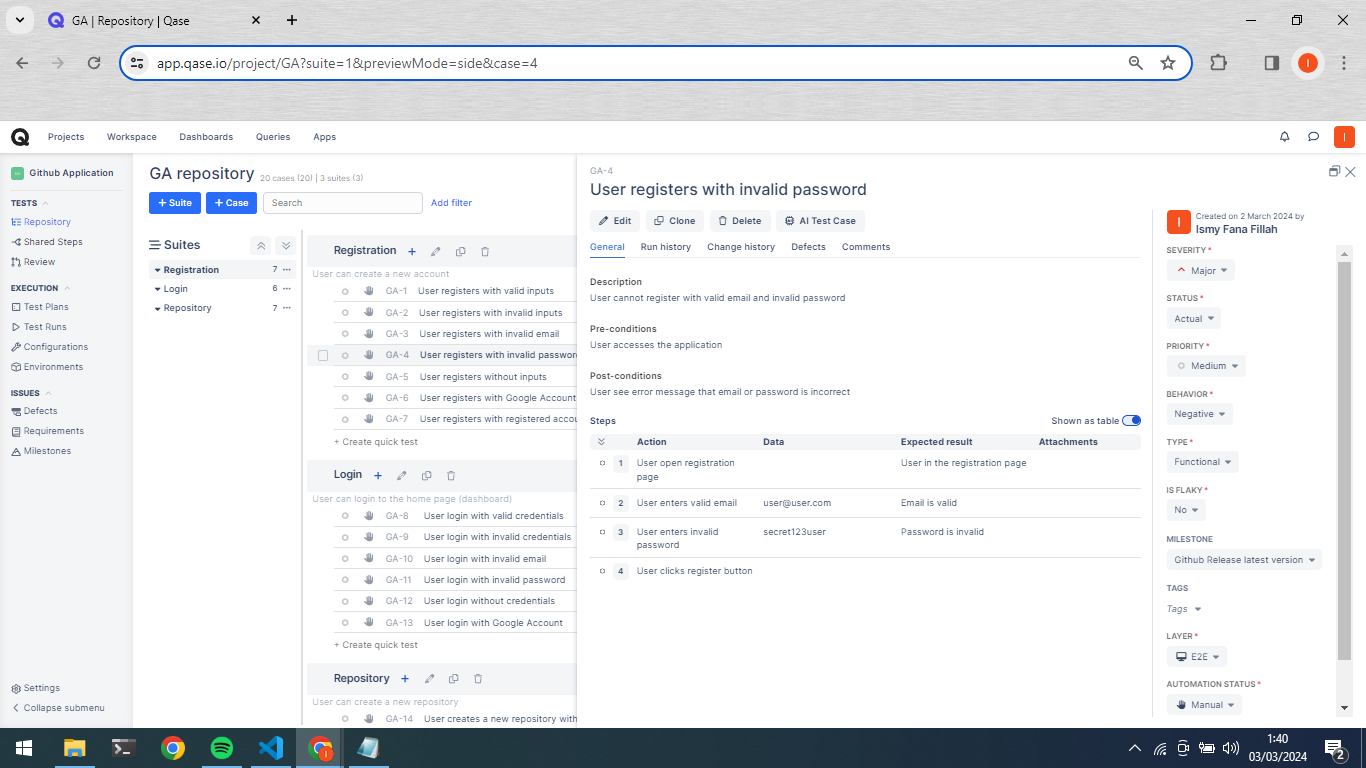 GA | Repository | Qase
app.qase.io/project/GA?suite=1&previewMode=side&case=4
I
Projects Workspace Dashboards Queries Apps
I
Github Application
TESTS
Repository
Shared Steps
Review
EXECUTION
Test Plans
Test Runs
Configurations
Environments
ISSUES
Defects
Requirements
Milestones
Settings
Collapse submenu
GA repository 20 cases (20) | 3 suites (3)
+ Suite + Case Search Add filter
Suites
Registration 7
Login 6
Repository 7
Registration
User can create a new account
GA-1 User registers with valid inputs
GA-2 User registers with invalid inputs
GA-3 User registers with invalid email
GA-4 User registers with invalid password
GA-5 User registers without inputs
GA-6 User registers with Google Account
GA-7 User registers with registered accou
+ Create quick test
Login
User can login to the home page (dashboard)
GA-8 User login with valid credentials
GA-9 User login with invalid credentials
GA-10 User login with invalid email
GA-11 User login with invalid password
GA-12 User login without credentials
GA-13 User login with Google Account
+ Create quick test
Repository
User can create a new repository
GA-14 User creates a new repository with
GA-4
User registers with invalid password
Edit Clone Delete AI Test Case
General Run history Change history Defects Comments
Description
User cannot register with valid email and invalid password
Pre-conditions
User accesses the application
Post-conditions
User see error message that email or password is incorrect
Steps Shown as table
Action Data Expected result Attachments
1 User open registration User in the registration page
page
2 User enters valid email user@user.com Email is valid
3 User enters invalid secret123user Password is invalid
password
4 User clicks register button
I
Created on 2 March 2024 by
Ismy Fana Fillah
SEVERITY *
Major
STATUS *
Actual
PRIORITY *
Medium
BEHAVIOR *
Negative
TYPE *
Functional
IS FLAKY *
No
MILESTONE
Github Release latest version
TAGS
Tags
LAYER *
E2E
AUTOMATION STATUS *
Manual
1:40
03/03/2024
2